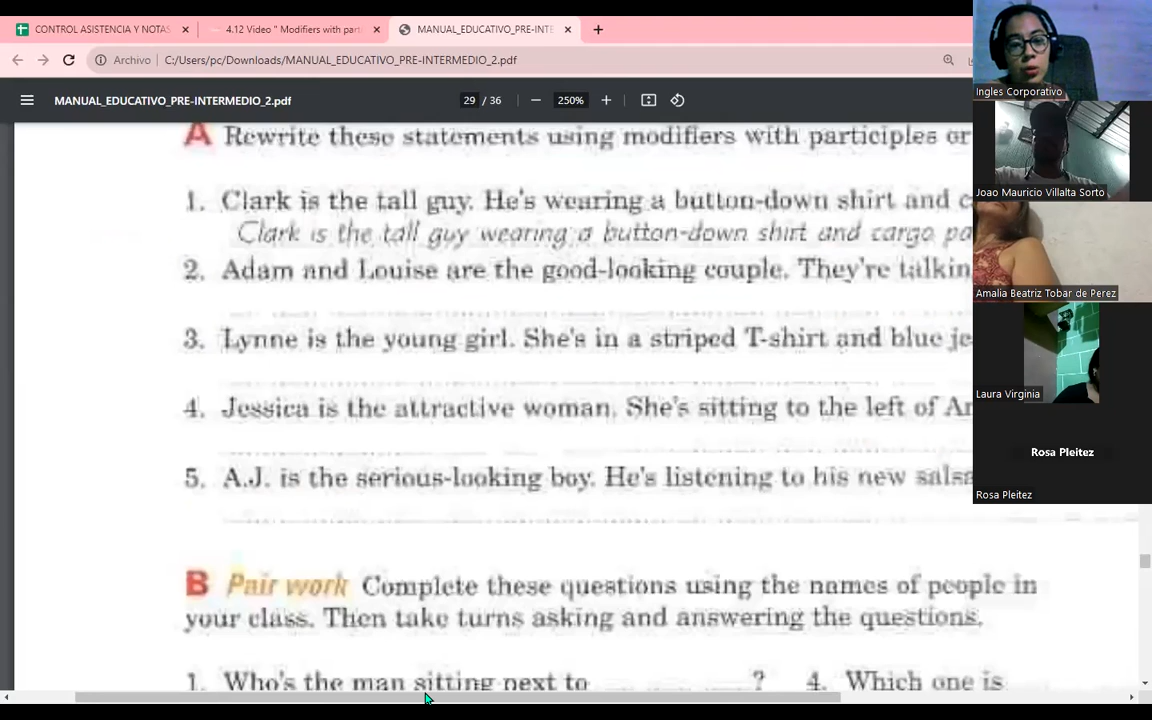 CONTROL ASISTENCIA Y NOTAS
4.12 Video " Modifiers with part
MANUAL_EDUCATIVO_PRE-INTE
Archivo
C:/Users/pc/Downloads/MANUAL_EDUCATIVO_PRE-INTERMEDIO_2.pdf
MANUAL_EDUCATIVO_PRE-INTERMEDIO_2.pdf
29 / 36
250%
A Rewrite these statements using modifiers with participles or
1. Clark is the tall guy. He's wearing a button-down shirt and c
Clark is the tall guy wearing a button-down shirt and cargo pa
2. Adam and Louise are the good-looking couple. They're talkin
3. Lynne is the young girl. She's in a striped T-shirt and blue je
4. Jessica is the attractive woman. She's sitting to the left of A
5. A.J. is the serious-looking boy. He's listening to his new salsa
B Pair work Complete these questions using the names of people in
your class. Then take turns asking and answering the questions.
1. Who's the man sitting next to ? 4. Which one is
Ingles Corporativo
Joao Mauricio Villalta Sorto
Amalia Beatriz Tobar de Perez
Laura Virginia
Rosa Pleitez
Rosa Pleitez